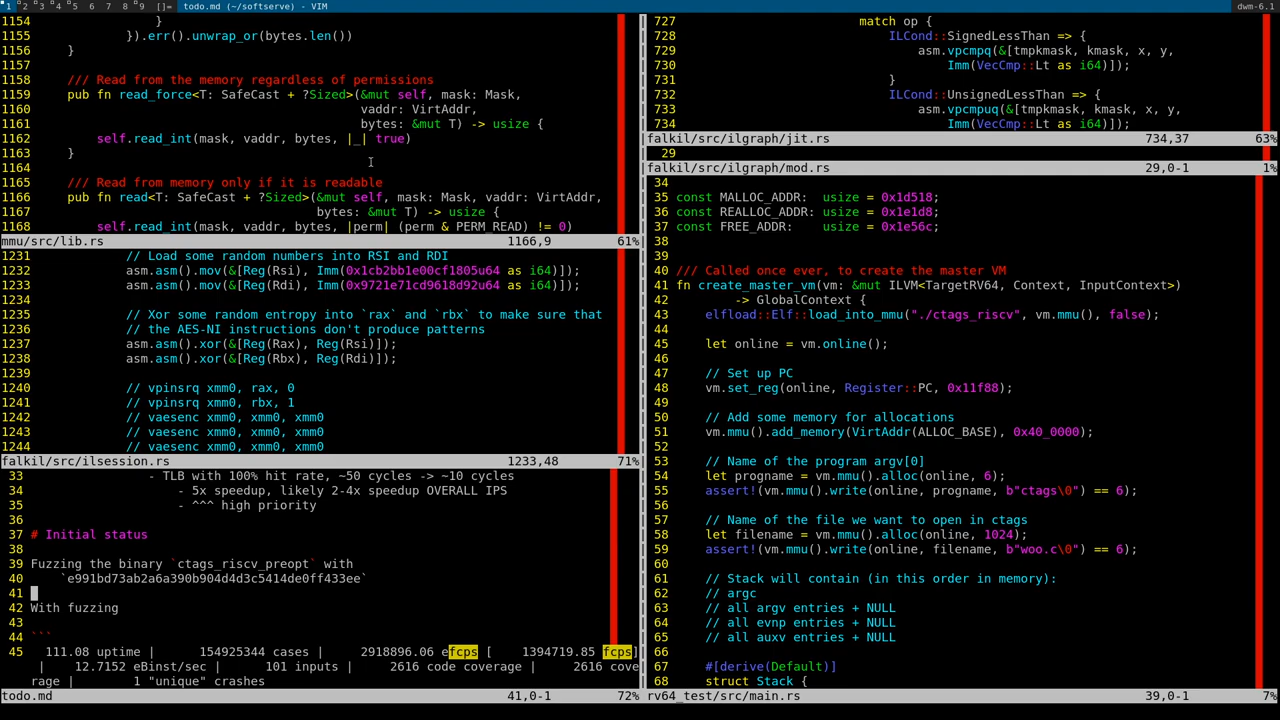 1 2 3 4 5 6 7 8 9 []= todo.md (~/softserve) - VIM dwm-6.1
1154 }
1155 }).err().unwrap_or(bytes.len())
1156 }
1157
1158 /// Read from the memory regardless of permissions
1159 pub fn read_force<T: SafeCast + ?Sized>(&mut self, mask: Mask,
1160 vaddr: VirtAddr,
1161 bytes: &mut T) -> usize {
1162 self.read_int(mask, vaddr, bytes, |_| true)
1163 }
1164
1165 /// Read from memory only if it is readable
1166 pub fn read<T: SafeCast + ?Sized>(&mut self, mask: Mask, vaddr: VirtAddr,
1167 bytes: &mut T) -> usize {
1168 self.read_int(mask, vaddr, bytes, |perm| (perm & PERM_READ) != 0)
mmu/src/lib.rs 1166,9 61%
1231 // Load some random numbers into RSI and RDI
1232 asm.asm().mov(&[Reg(Rsi), Imm(0x1cb2bb1e00cf1805u64 as i64)]);
1233 asm.asm().mov(&[Reg(Rdi), Imm(0x9721e71cd9618d92u64 as i64)]);
1234
1235 // Xor some random entropy into `rax` and `rbx` to make sure that
1236 // the AES-NI instructions don't produce patterns
1237 asm.asm().xor(&[Reg(Rax), Reg(Rsi)]);
1238 asm.asm().xor(&[Reg(Rbx), Reg(Rdi)]);
1239
1240 // vpinsrq xmm0, rax, 0
1241 // vpinsrq xmm0, rbx, 1
1242 // vaesenc xmm0, xmm0, xmm0
1243 // vaesenc xmm0, xmm0, xmm0
1244 // vaesenc xmm0, xmm0, xmm0
falkil/src/ilsession.rs 1233,48 71%
33 - TLB with 100% hit rate, ~50 cycles -> ~10 cycles
34 - 5x speedup, likely 2-4x speedup OVERALL IPS
35 - ^^^ high priority
36
37 # Initial status
38
39 Fuzzing the binary `ctags_riscv_preopt` with
40 `e991bd73ab2a6a390b904d4d3c5414de0ff433ee`
41
42 With fuzzing
43
44 ```
45 111.08 uptime | 154925344 cases | 2918896.06 efcps [ 1394719.85 fcps]
| 12.7152 eBinst/sec | 101 inputs | 2616 code coverage | 2616 cove
rage | 1 "unique" crashes
todo.md 41,0-1 72%
727 match op {
728 ILCond::SignedLessThan => {
729 asm.vpcmpq(&[tmpkmask, kmask, x, y,
730 Imm(VecCmp::Lt as i64)]);
731 }
732 ILCond::UnsignedLessThan => {
733 asm.vpcmpuq(&[tmpkmask, kmask, x, y,
734 Imm(VecCmp::Lt as i64)]);
falkil/src/ilgraph/jit.rs 734,37 63%
29
falkil/src/ilgraph/mod.rs 29,0-1 1%
34
35 const MALLOC_ADDR: usize = 0x1d518;
36 const REALLOC_ADDR: usize = 0x1e1d8;
37 const FREE_ADDR: usize = 0x1e56c;
38
39
40 /// Called once ever, to create the master VM
41 fn create_master_vm(vm: &mut ILVM<TargetRV64, Context, InputContext>)
42 -> GlobalContext {
43 elfload::Elf::load_into_mmu("./ctags_riscv", vm.mmu(), false);
44
45 let online = vm.online();
46
47 // Set up PC
48 vm.set_reg(online, Register::PC, 0x11f88);
49
50 // Add some memory for allocations
51 vm.mmu().add_memory(VirtAddr(ALLOC_BASE), 0x40_0000);
52
53 // Name of the program argv[0]
54 let progname = vm.mmu().alloc(online, 6);
55 assert!(vm.mmu().write(online, progname, b"ctags\0") == 6);
56
57 // Name of the file we want to open in ctags
58 let filename = vm.mmu().alloc(online, 1024);
59 assert!(vm.mmu().write(online, filename, b"woo.c\0") == 6);
60
61 // Stack will contain (in this order in memory):
62 // argc
63 // all argv entries + NULL
64 // all evnp entries + NULL
65 // all auxv entries + NULL
66
67 #[derive(Default)]
68 struct Stack {
rv64_test/src/main.rs 39,0-1 7%